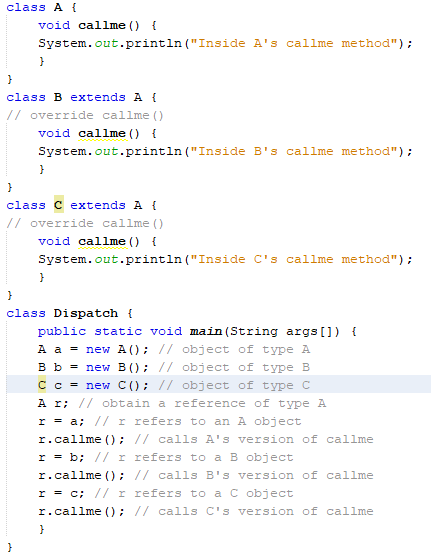 class A {
    void callme() {
    System.out.println("Inside A's callme method");
    }
}
class B extends A {
// override callme()
    void callme() {
    System.out.println("Inside B's callme method");
    }
}
class C extends A {
// override callme()
    void callme() {
    System.out.println("Inside C's callme method");
    }
}
class Dispatch {
    public static void main(String args[]) {
    A a = new A(); // object of type A
    B b = new B(); // object of type B
    C c = new C(); // object of type C
    A r; // obtain a reference of type A
    r = a; // r refers to an A object
    r.callme(); // calls A's version of callme
    r = b; // r refers to a B object
    r.callme(); // calls B's version of callme
    r = c; // r refers to a C object
    r.callme(); // calls C's version of callme
    }
}